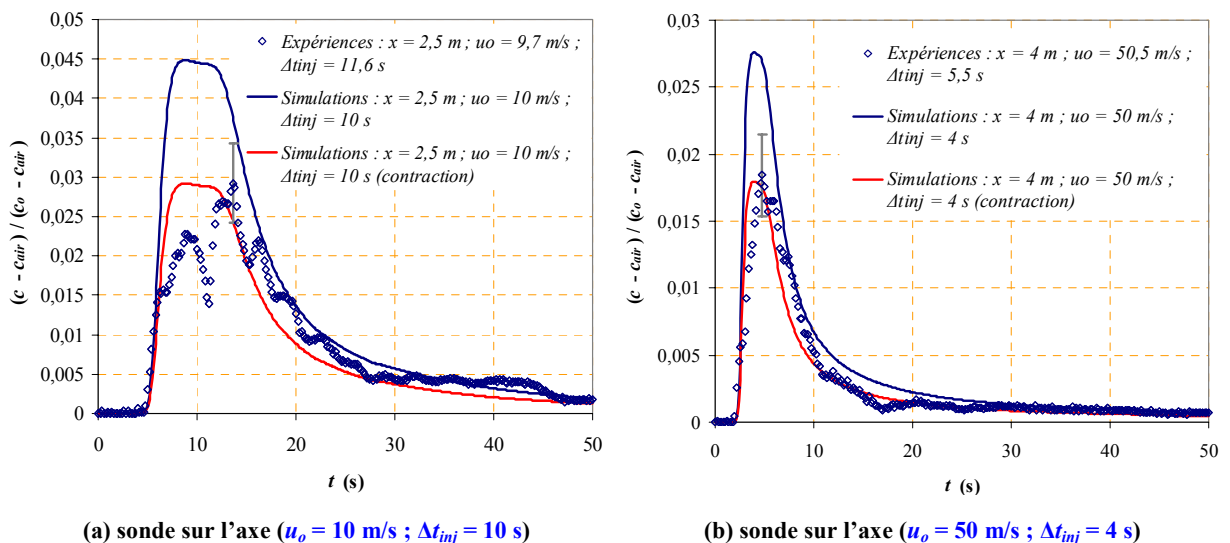 0,05
0,045
0,04
0,035
0,03
0,025
0,02
0,015
0,01
0,005
0
(c - cair) / (co - cair)
Expériences : x = 2,5 m ; uo = 9,7 m/s ;
Δtinj = 11,6 s
Simulations : x = 2,5 m ; uo = 10 m/s ;
Δtinj = 10 s
Simulations : x = 2,5 m ; uo = 10 m/s ;
Δtinj = 10 s (contraction)
0 10 20 30 40 50
t (s)
(a) sonde sur l'axe (uo = 10 m/s ; Δtinj = 10 s)
0,03
0,025
0,02
0,015
0,01
0,005
0
(c - cair) / (co - cair)
Expériences : x = 4 m ; uo = 50,5 m/s ;
Δtinj = 5,5 s
Simulations : x = 4 m ; uo = 50 m/s ;
Δtinj = 4 s
Simulations : x = 4 m ; uo = 50 m/s ;
Δtinj = 4 s (contraction)
0 10 20 30 40 50
t (s)
(b) sonde sur l'axe (uo = 50 m/s ; Δtinj = 4 s)